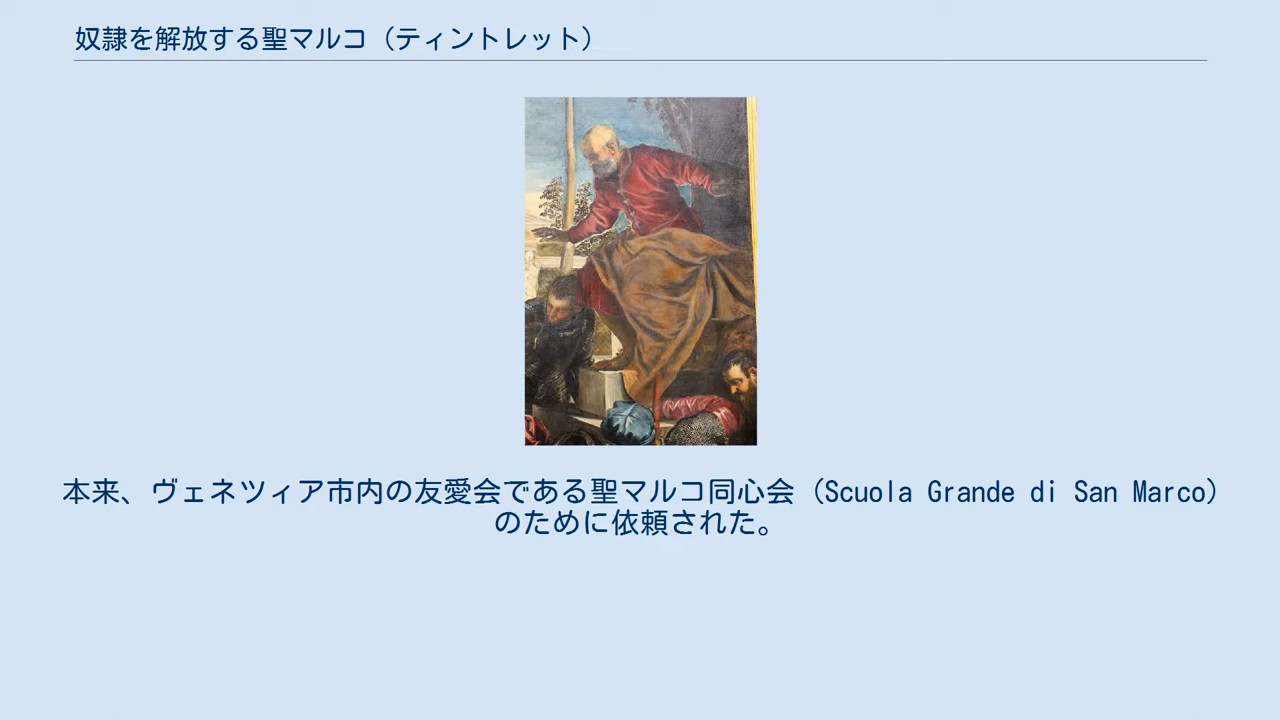 奴隷を解放する聖マルコ（ティントレット）
本来、ヴェネツィア市内の友愛会である聖マルコ同心会（Scuola Grande di San Marco）
のために依頼された。